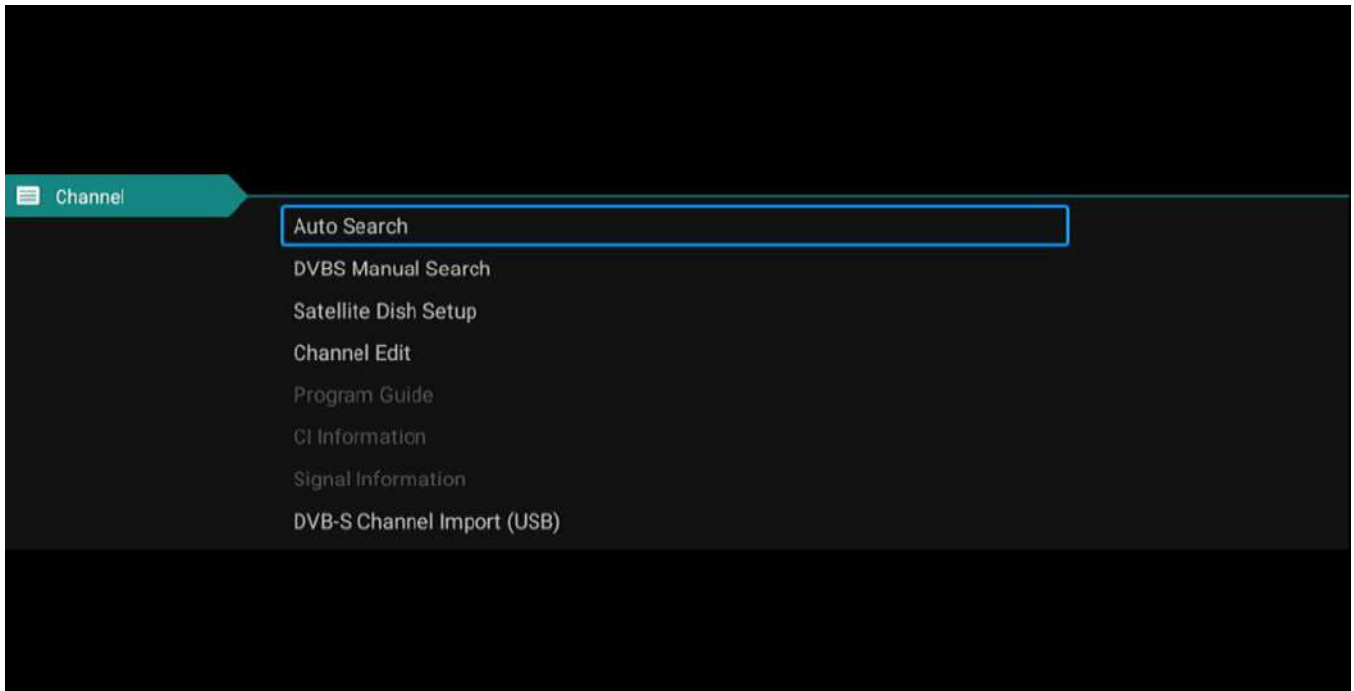 Channel
Auto Search
DVBS Manual Search
Satellite Dish Setup
Channel Edit
Program Guide
CI Information
Signal Information
DVB-S Channel Import (USB)